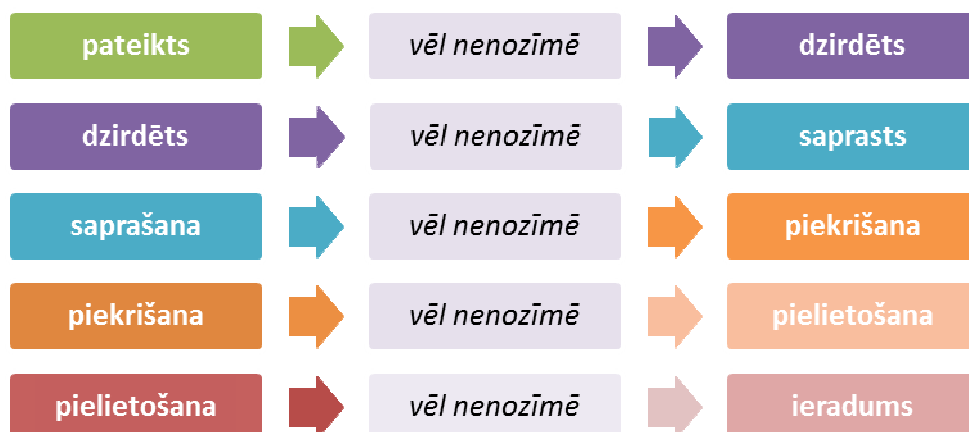 pateikts vēl nenozīmē dzirdēts
dzirdēts vēl nenozīmē saprasts
saprašana vēl nenozīmē piekrišana
piekrišana vēl nenozīmē pielietošana
pielietošana vēl nenozīmē ieradums